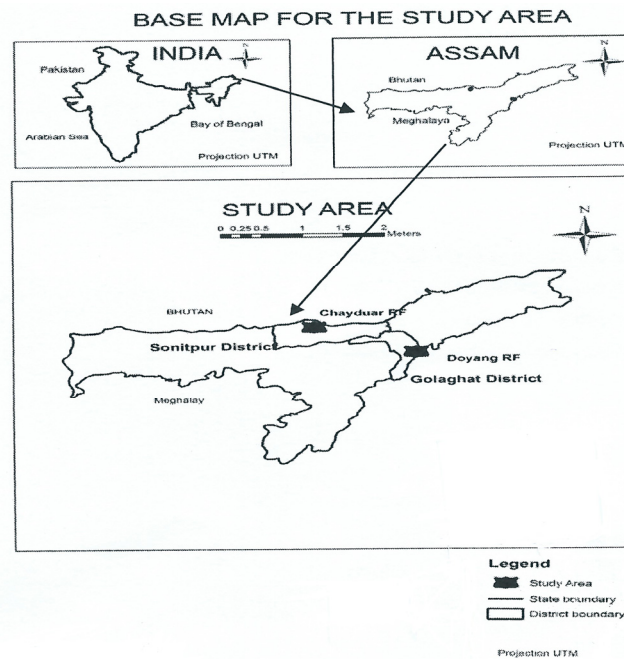 BASE MAP FOR THE STUDY AREA
INDIA
N
Pakistan
Bay of Bengal
Arabian Sea
Projection UTM
ASSAM
N
Bhutan
Meghalaya
Projection UTM
STUDY AREA
0 0.25 0.5 1 1.5 2
Meters
N
BHUTAN
Chayduar RF
Sonitpur District
Doyang RF
Golaghat District
Meghalay
Legend
Study Area
State boundary
District boundary
Projection UTM